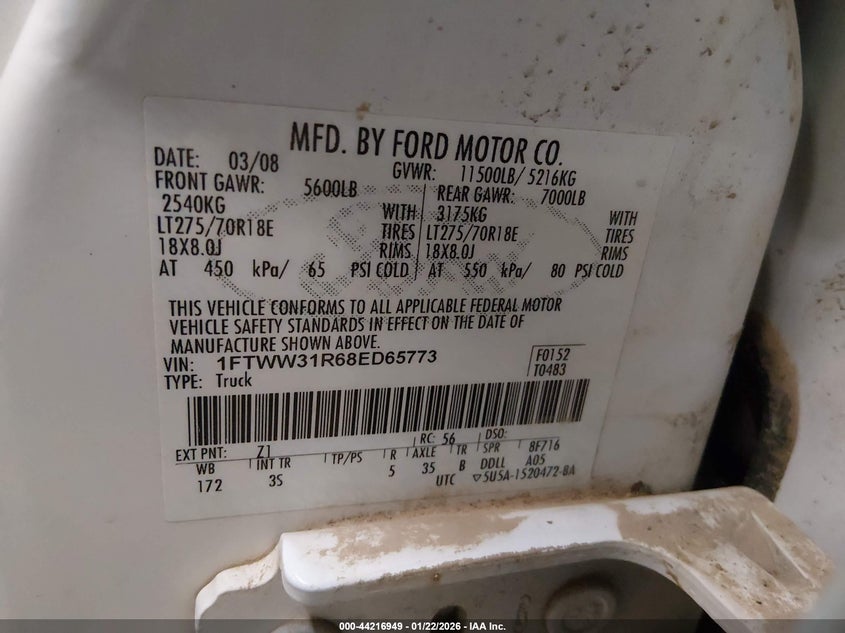 MFD. BY FORD MOTOR CO.
DATE: 03/08 GVWR: 11500LB/ 5216KG
FRONT GAWR: 5600LB REAR GAWR: 7000LB
2540KG WITH 3175KG WITH
LT275/70R18E TIRES LT275/70R18E TIRES
18X8.0J RIMS 18X8.0J RIMS
AT 450 kPa/ 65 PSI COLD AT 550 kPa/ 80 PSI COLD
THIS VEHICLE CONFORMS TO ALL APPLICABLE FEDERAL MOTOR
VEHICLE SAFETY STANDARDS IN EFFECT ON THE DATE OF
MANUFACTURE SHOWN ABOVE.
VIN: 1FTWW31R68ED65773 F0152
TYPE: Truck T0483
EXT PNT: Z1 RC: 56 DSO:
WB INT TR TP/PS R AXLE TR SPR 8F716
172 3S 5 35 B DDLL A05
UTC ▽5U5A-1520472-BA
000-44216949 - 01/22/2026 - IAA Inc.